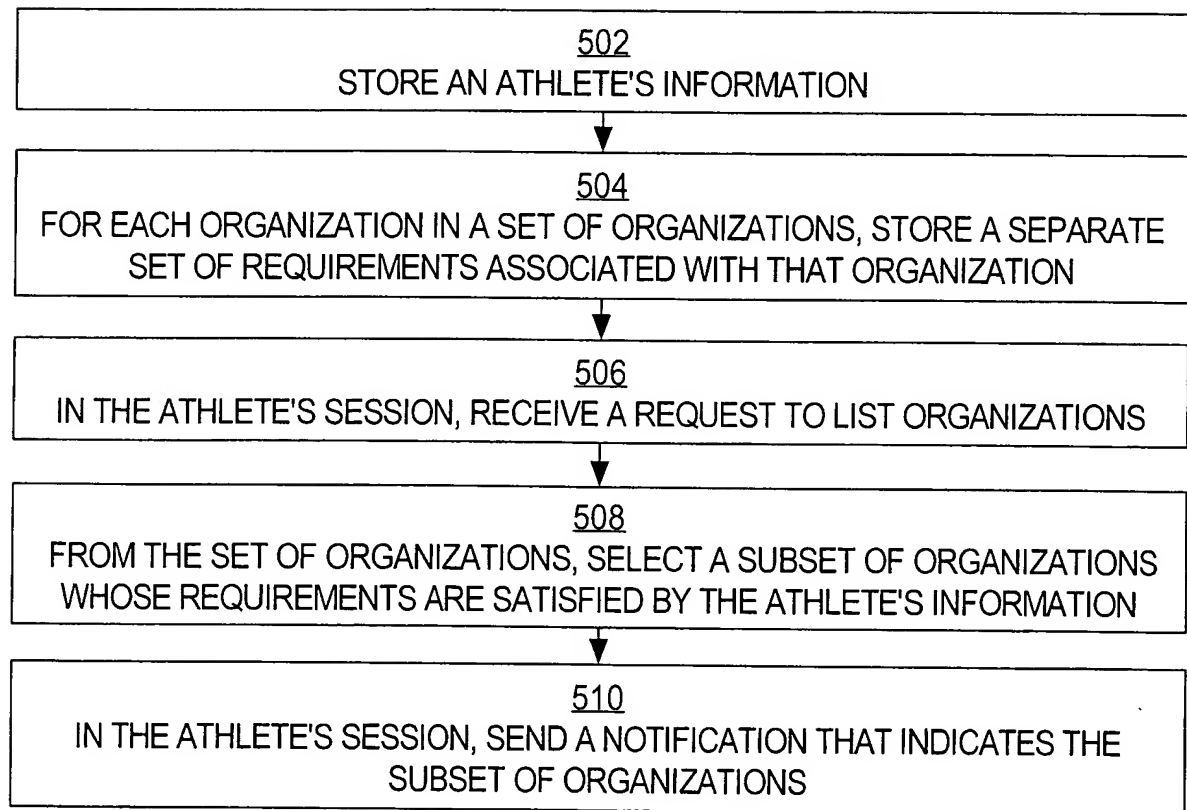 502
STORE AN ATHLETE'S INFORMATION
504
FOR EACH ORGANIZATION IN A SET OF ORGANIZATIONS, STORE A SEPARATE
SET OF REQUIREMENTS ASSOCIATED WITH THAT ORGANIZATION
506
IN THE ATHLETE'S SESSION, RECEIVE A REQUEST TO LIST ORGANIZATIONS
508
FROM THE SET OF ORGANIZATIONS, SELECT A SUBSET OF ORGANIZATIONS
WHOSE REQUIREMENTS ARE SATISFIED BY THE ATHLETE'S INFORMATION
510
IN THE ATHLETE'S SESSION, SEND A NOTIFICATION THAT INDICATES THE
SUBSET OF ORGANIZATIONS